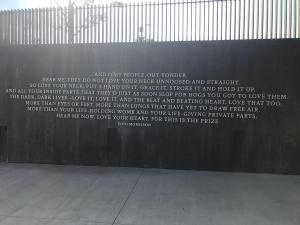 ...AND O MY PEOPLE, OUT YONDER,
HEAR ME, THEY DO NOT LOVE YOUR NECK UNNOOSED AND STRAIGHT.
SO LOVE YOUR NECK; PUT A HAND ON IT, GRACE IT, STROKE IT AND HOLD IT UP.
AND ALL YOUR INSIDE PARTS THAT THEY'D JUST AS SOON SLOP FOR HOGS YOU GOT TO LOVE THEM.
THE DARK, DARK LIVER—LOVE IT, LOVE IT, AND THE BEAT AND BEATING HEART, LOVE THAT TOO.
MORE THAN EYES OR FEET. MORE THAN LUNGS THAT HAVE YET TO DRAW FREE AIR.
MORE THAN YOUR LIFE-HOLDING WOMB AND YOUR LIFE-GIVING PRIVATE PARTS,
HEAR ME NOW, LOVE YOUR HEART. FOR THIS IS THE PRIZE.
TONI MORRISON